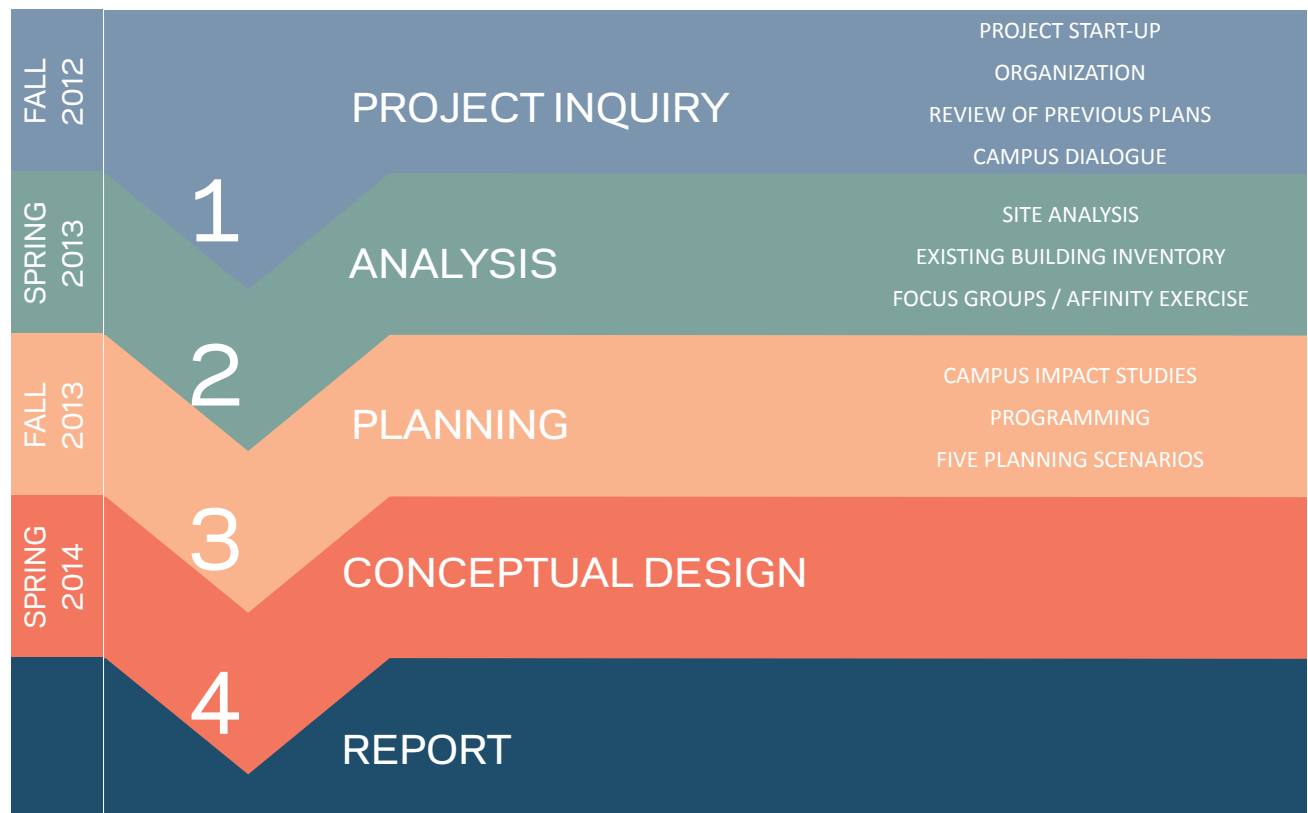 FALL
2012
PROJECT INQUIRY
PROJECT START-UP
ORGANIZATION
REVIEW OF PREVIOUS PLANS
CAMPUS DIALOGUE
1
SPRING
2013
ANALYSIS
SITE ANALYSIS
EXISTING BUILDING INVENTORY
FOCUS GROUPS / AFFINITY EXERCISE
2
FALL
2013
PLANNING
CAMPUS IMPACT STUDIES
PROGRAMMING
FIVE PLANNING SCENARIOS
3
SPRING
2014
CONCEPTUAL DESIGN
4
REPORT